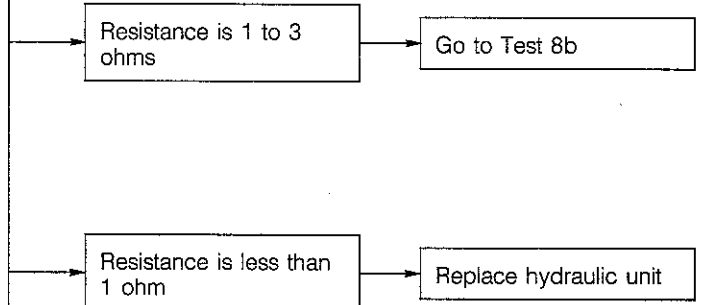 Resistance is 1 to 3
ohms
Go to Test 8b
Resistance is less than
1 ohm
Replace hydraulic unit